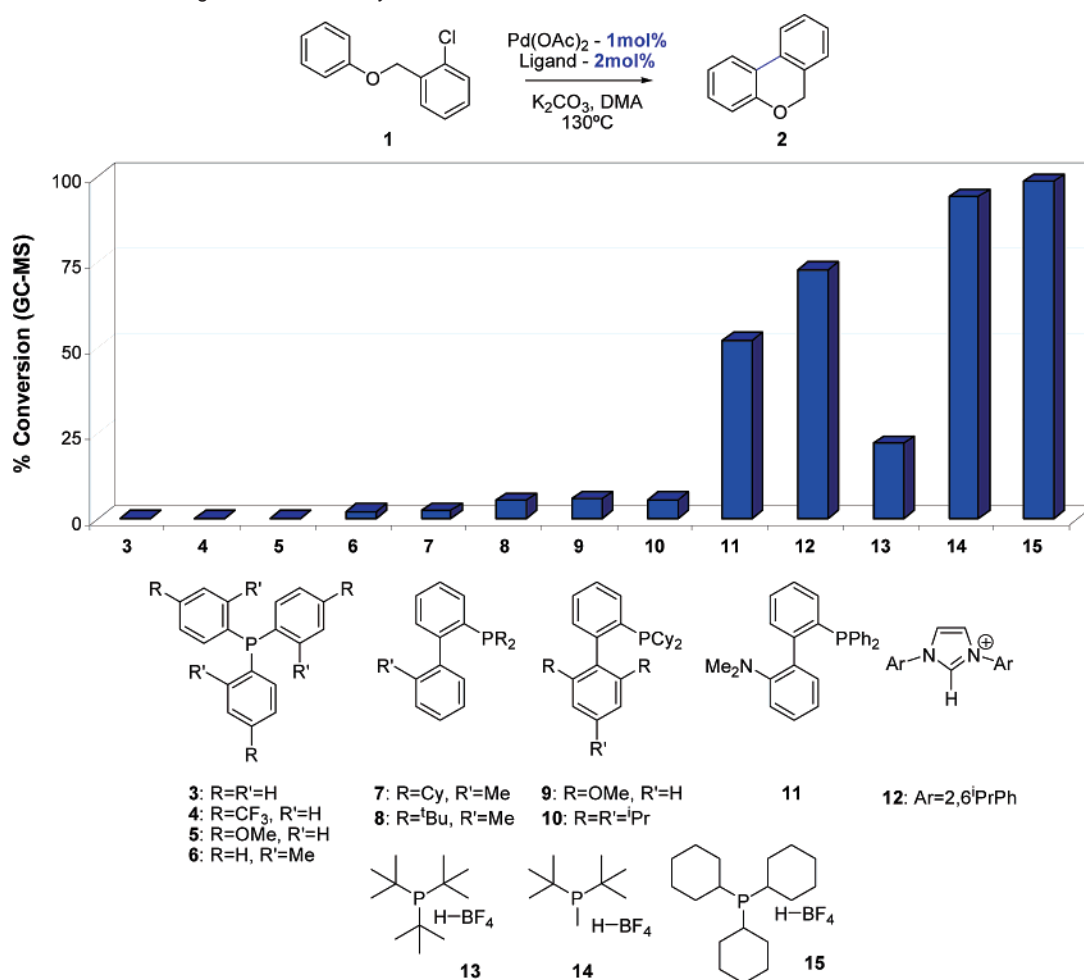 Cl
O
1
Pd(OAc)2 - 1mol%
Ligand - 2mol%
K2CO3, DMA
130ºC
O
2
% Conversion (GC-MS)
100
75
50
25
0
3 4 5 6 7 8 9 10 11 12 13 14 15
R R' R
P
R' R'
R
3: R=R'=H
4: R=CF3, R'=H
5: R=OMe, R'=H
6: R=H, R'=Me
PR2
R'
7: R=Cy, R'=Me
8: R=tBu, R'=Me
PCy2
R R
R'
9: R=OMe, R'=H
10: R=R'=iPr
PPh2
Me2N
11
Ar N N Ar
+
H
12: Ar=2,6iPrPh
P
H-BF4
13
P
H-BF4
14
P
H-BF4
15